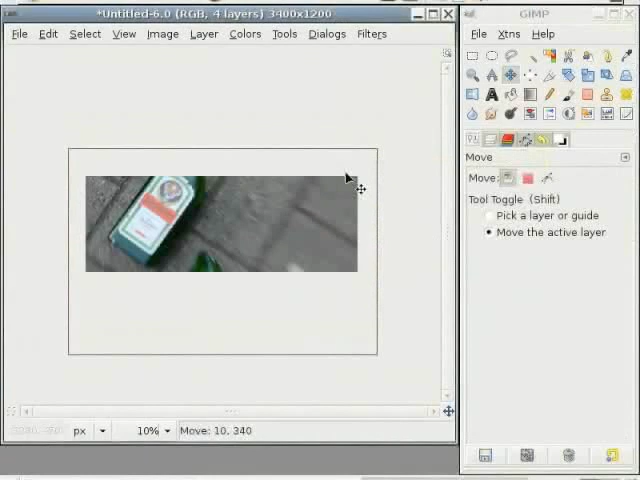 *Untitled-6.0 (RGB, 4 layers) 3400x1200
File Edit Select View Image Layer Colors Tools Dialogs Filters
px 10% Move: 10, 340
GIMP
File Xtns Help
Move
Move:
Tool Toggle (Shift)
Pick a layer or guide
Move the active layer